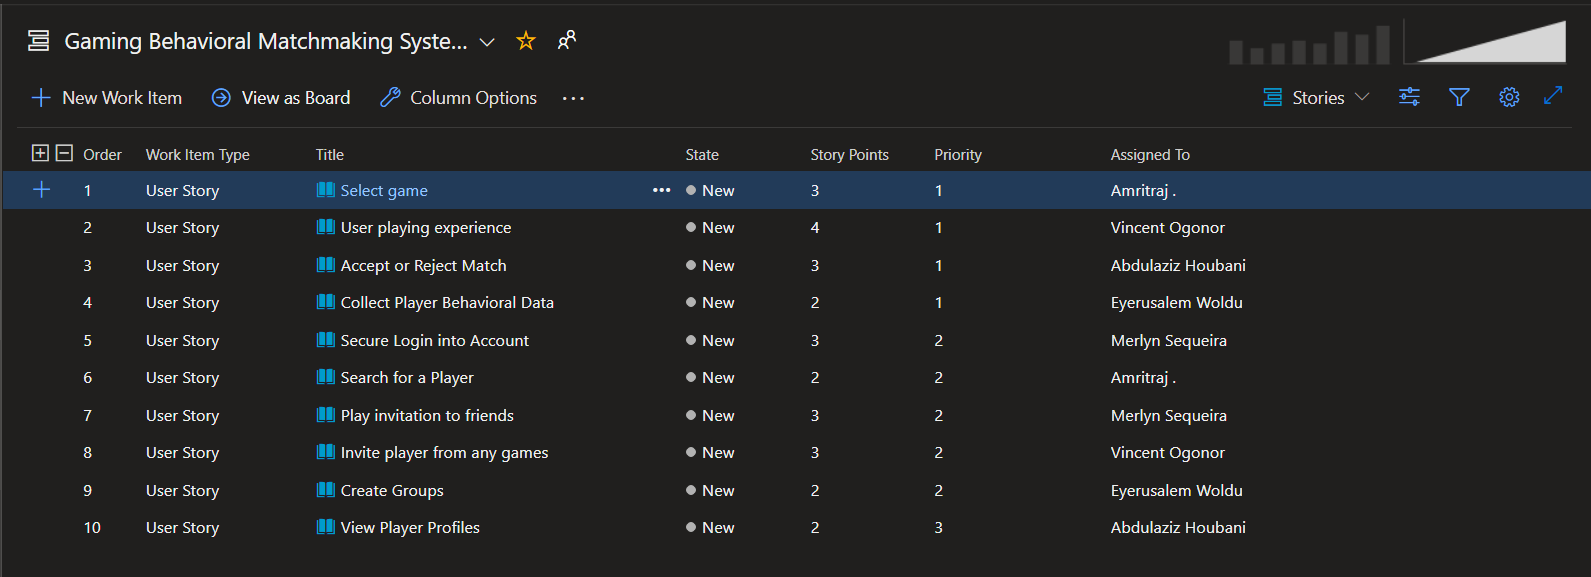 Gaming Behavioral Matchmaking Syste...
New Work Item View as Board Column Options ... Stories
Order Work Item Type Title State Story Points Priority Assigned To
1 User Story Select game ... New 3 1 Amritraj .
2 User Story User playing experience New 4 1 Vincent Ogonor
3 User Story Accept or Reject Match New 3 1 Abdulaziz Houbani
4 User Story Collect Player Behavioral Data New 2 1 Eyerusalem Woldu
5 User Story Secure Login into Account New 3 2 Merlyn Sequeira
6 User Story Search for a Player New 2 2 Amritraj .
7 User Story Play invitation to friends New 3 2 Merlyn Sequeira
8 User Story Invite player from any games New 3 2 Vincent Ogonor
9 User Story Create Groups New 2 2 Eyerusalem Woldu
10 User Story View Player Profiles New 2 3 Abdulaziz Houbani